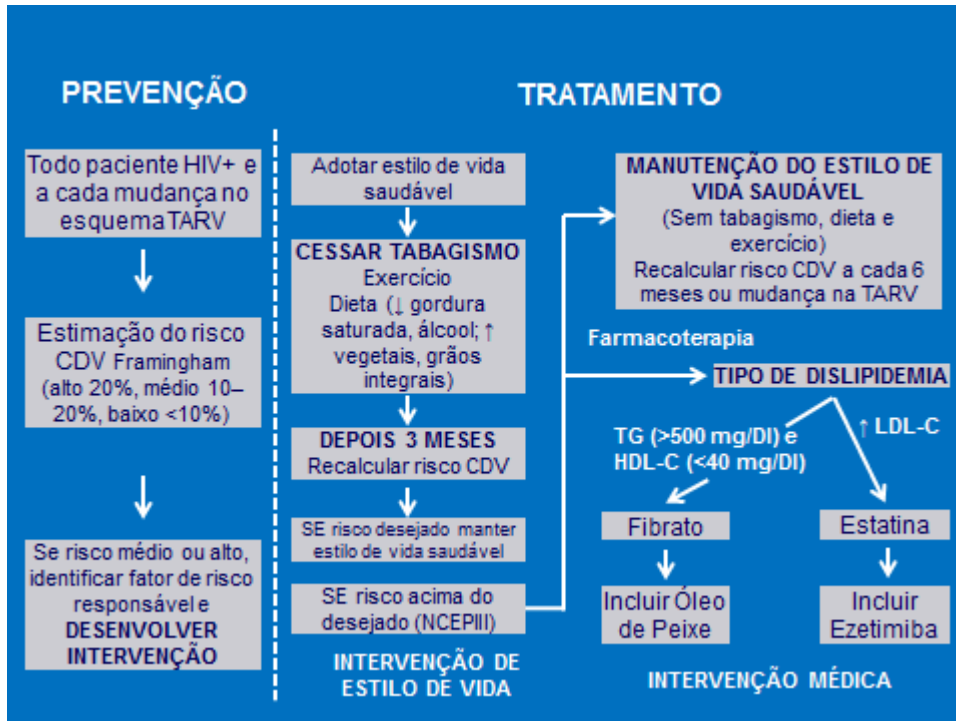 PREVENÇÃO
Todo paciente HIV+ e
a cada mudança no
esquema TARV
Estimação do risco
CDV Framingham
(alto 20%, médio 10–
20%, baixo <10%)
Se risco médio ou alto,
identificar fator de risco
responsável e
DESENVOLVER
INTERVENÇÃO
TRATAMENTO
Adotar estilo de vida
saudável
CESSAR TABAGISMO
Exercício
Dieta (↓ gordura
saturada, álcool; ↑
vegetais, grãos
integrais)
DEPOIS 3 MESES
Recalcular risco CDV
SE risco desejado manter
estilo de vida saudável
SE risco acima do
desejado (NCEPIII)
INTERVENÇÃO DE
ESTILO DE VIDA
MANUTENÇÃO DO ESTILO DE
VIDA SAUDÁVEL
(Sem tabagismo, dieta e
exercício)
Recalcular risco CDV a cada 6
meses ou mudança na TARV
Farmacoterapia
TIPO DE DISLIPIDEMIA
TG (>500 mg/Dl) e
HDL-C (<40 mg/Dl)
↑ LDL-C
Fibrato
Estatina
Incluir Óleo
de Peixe
Incluir
Ezetimiba
INTERVENÇÃO MÉDICA